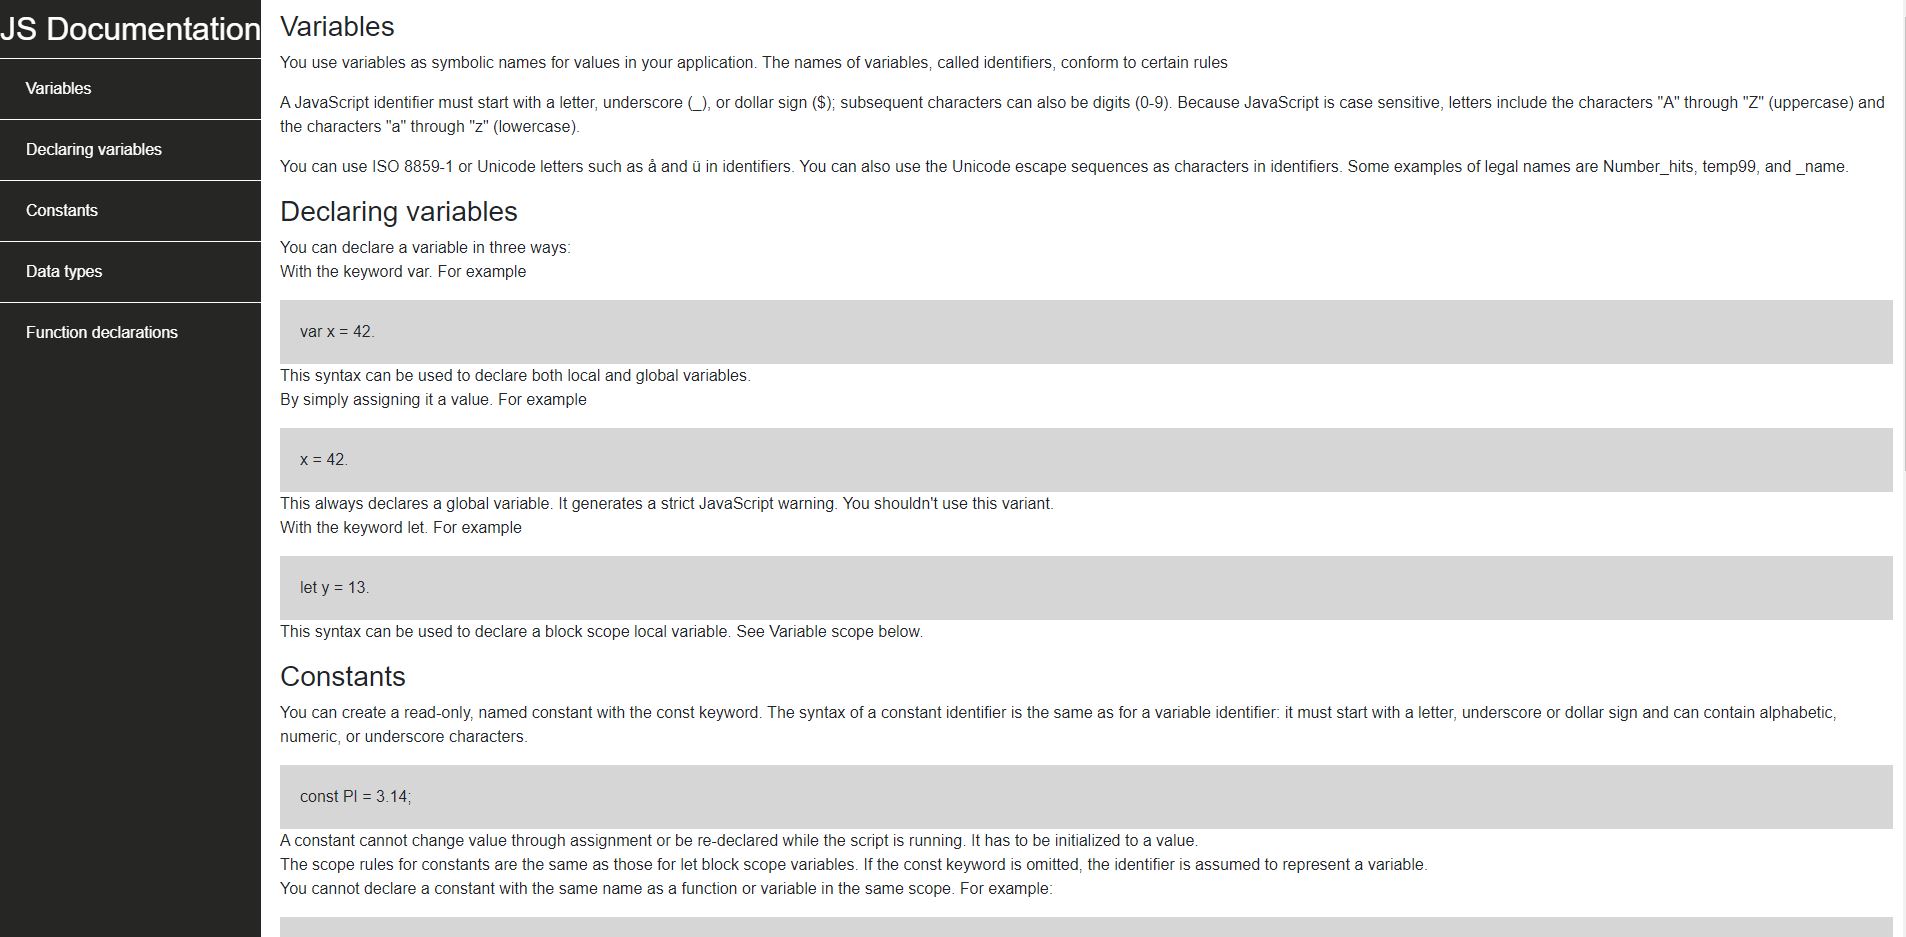 JS Documentation
Variables
Declaring variables
Constants
Data types
Function declarations
Variables
You use variables as symbolic names for values in your application. The names of variables, called identifiers, conform to certain rules
A JavaScript identifier must start with a letter, underscore (_), or dollar sign ($); subsequent characters can also be digits (0-9). Because JavaScript is case sensitive, letters include the characters "A" through "Z" (uppercase) and
the characters "a" through "z" (lowercase).
You can use ISO 8859-1 or Unicode letters such as å and ü in identifiers. You can also use the Unicode escape sequences as characters in identifiers. Some examples of legal names are Number_hits, temp99, and _name.
Declaring variables
You can declare a variable in three ways:
With the keyword var. For example
var x = 42.
This syntax can be used to declare both local and global variables.
By simply assigning it a value. For example
x = 42.
This always declares a global variable. It generates a strict JavaScript warning. You shouldn't use this variant.
With the keyword let. For example
let y = 13.
This syntax can be used to declare a block scope local variable. See Variable scope below.
Constants
You can create a read-only, named constant with the const keyword. The syntax of a constant identifier is the same as for a variable identifier: it must start with a letter, underscore or dollar sign and can contain alphabetic,
numeric, or underscore characters.
const PI = 3.14;
A constant cannot change value through assignment or be re-declared while the script is running. It has to be initialized to a value.
The scope rules for constants are the same as those for let block scope variables. If the const keyword is omitted, the identifier is assumed to represent a variable.
You cannot declare a constant with the same name as a function or variable in the same scope. For example: